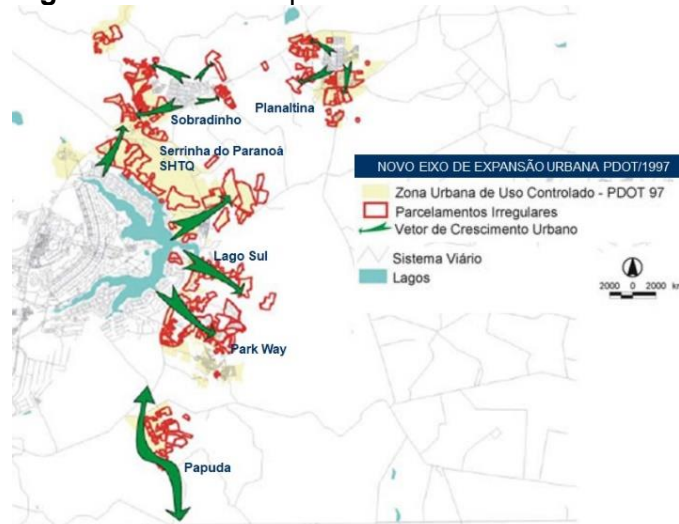 Sobradinho
Planaltina
Serrinha do Paranoá
SHTQ
Lago Sul
Park Way
Papuda
NOVO EIXO DE EXPANSÃO URBANA PDOT/1997
Zona Urbana de Uso Controlado - PDOT 97
Parcelamentos Irregulares
Vetor de Crescimento Urbano
Sistema Viário
Lagos
2000 0 2000 km